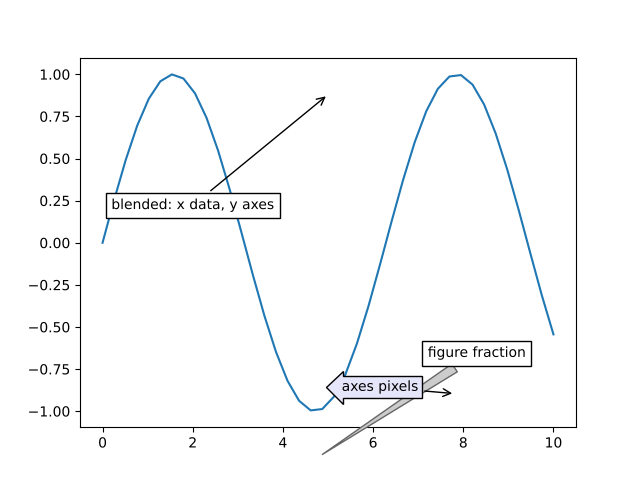 1.00
0.75
0.50
0.25
0.00
−0.25
−0.50
−0.75
−1.00
blended: x data, y axes
figure fraction
axes pixels
0 2 4 6 8 10